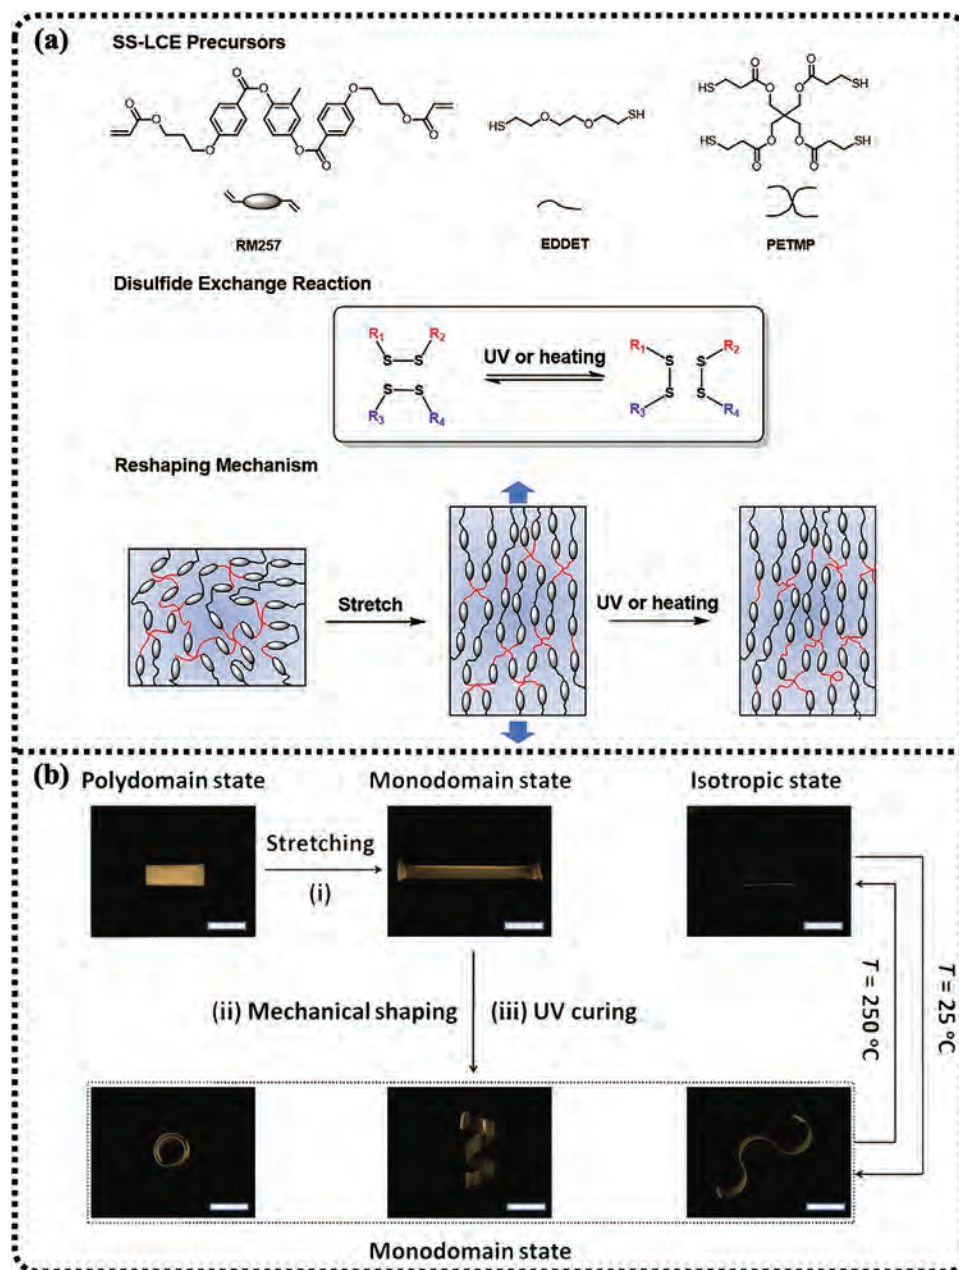 (a)
SS-LCE Precursors
O
O
O
O
O
O
O
O
O
O
RM257
HS
O
O
SH
EDDET
HS
O
O
O
O
SH
HS
O
O
O
O
SH
PETMP
Disulfide Exchange Reaction
R1 R2
S S
S S
R3 R4
UV or heating
R1 R2
S S
S S
R3 R4
Reshaping Mechanism
Stretch
UV or heating
(b)
Polydomain state
Monodomain state
Isotropic state
Stretching
(i)
(ii) Mechanical shaping
(iii) UV curing
T = 250 °C
T = 25 °C
Monodomain state